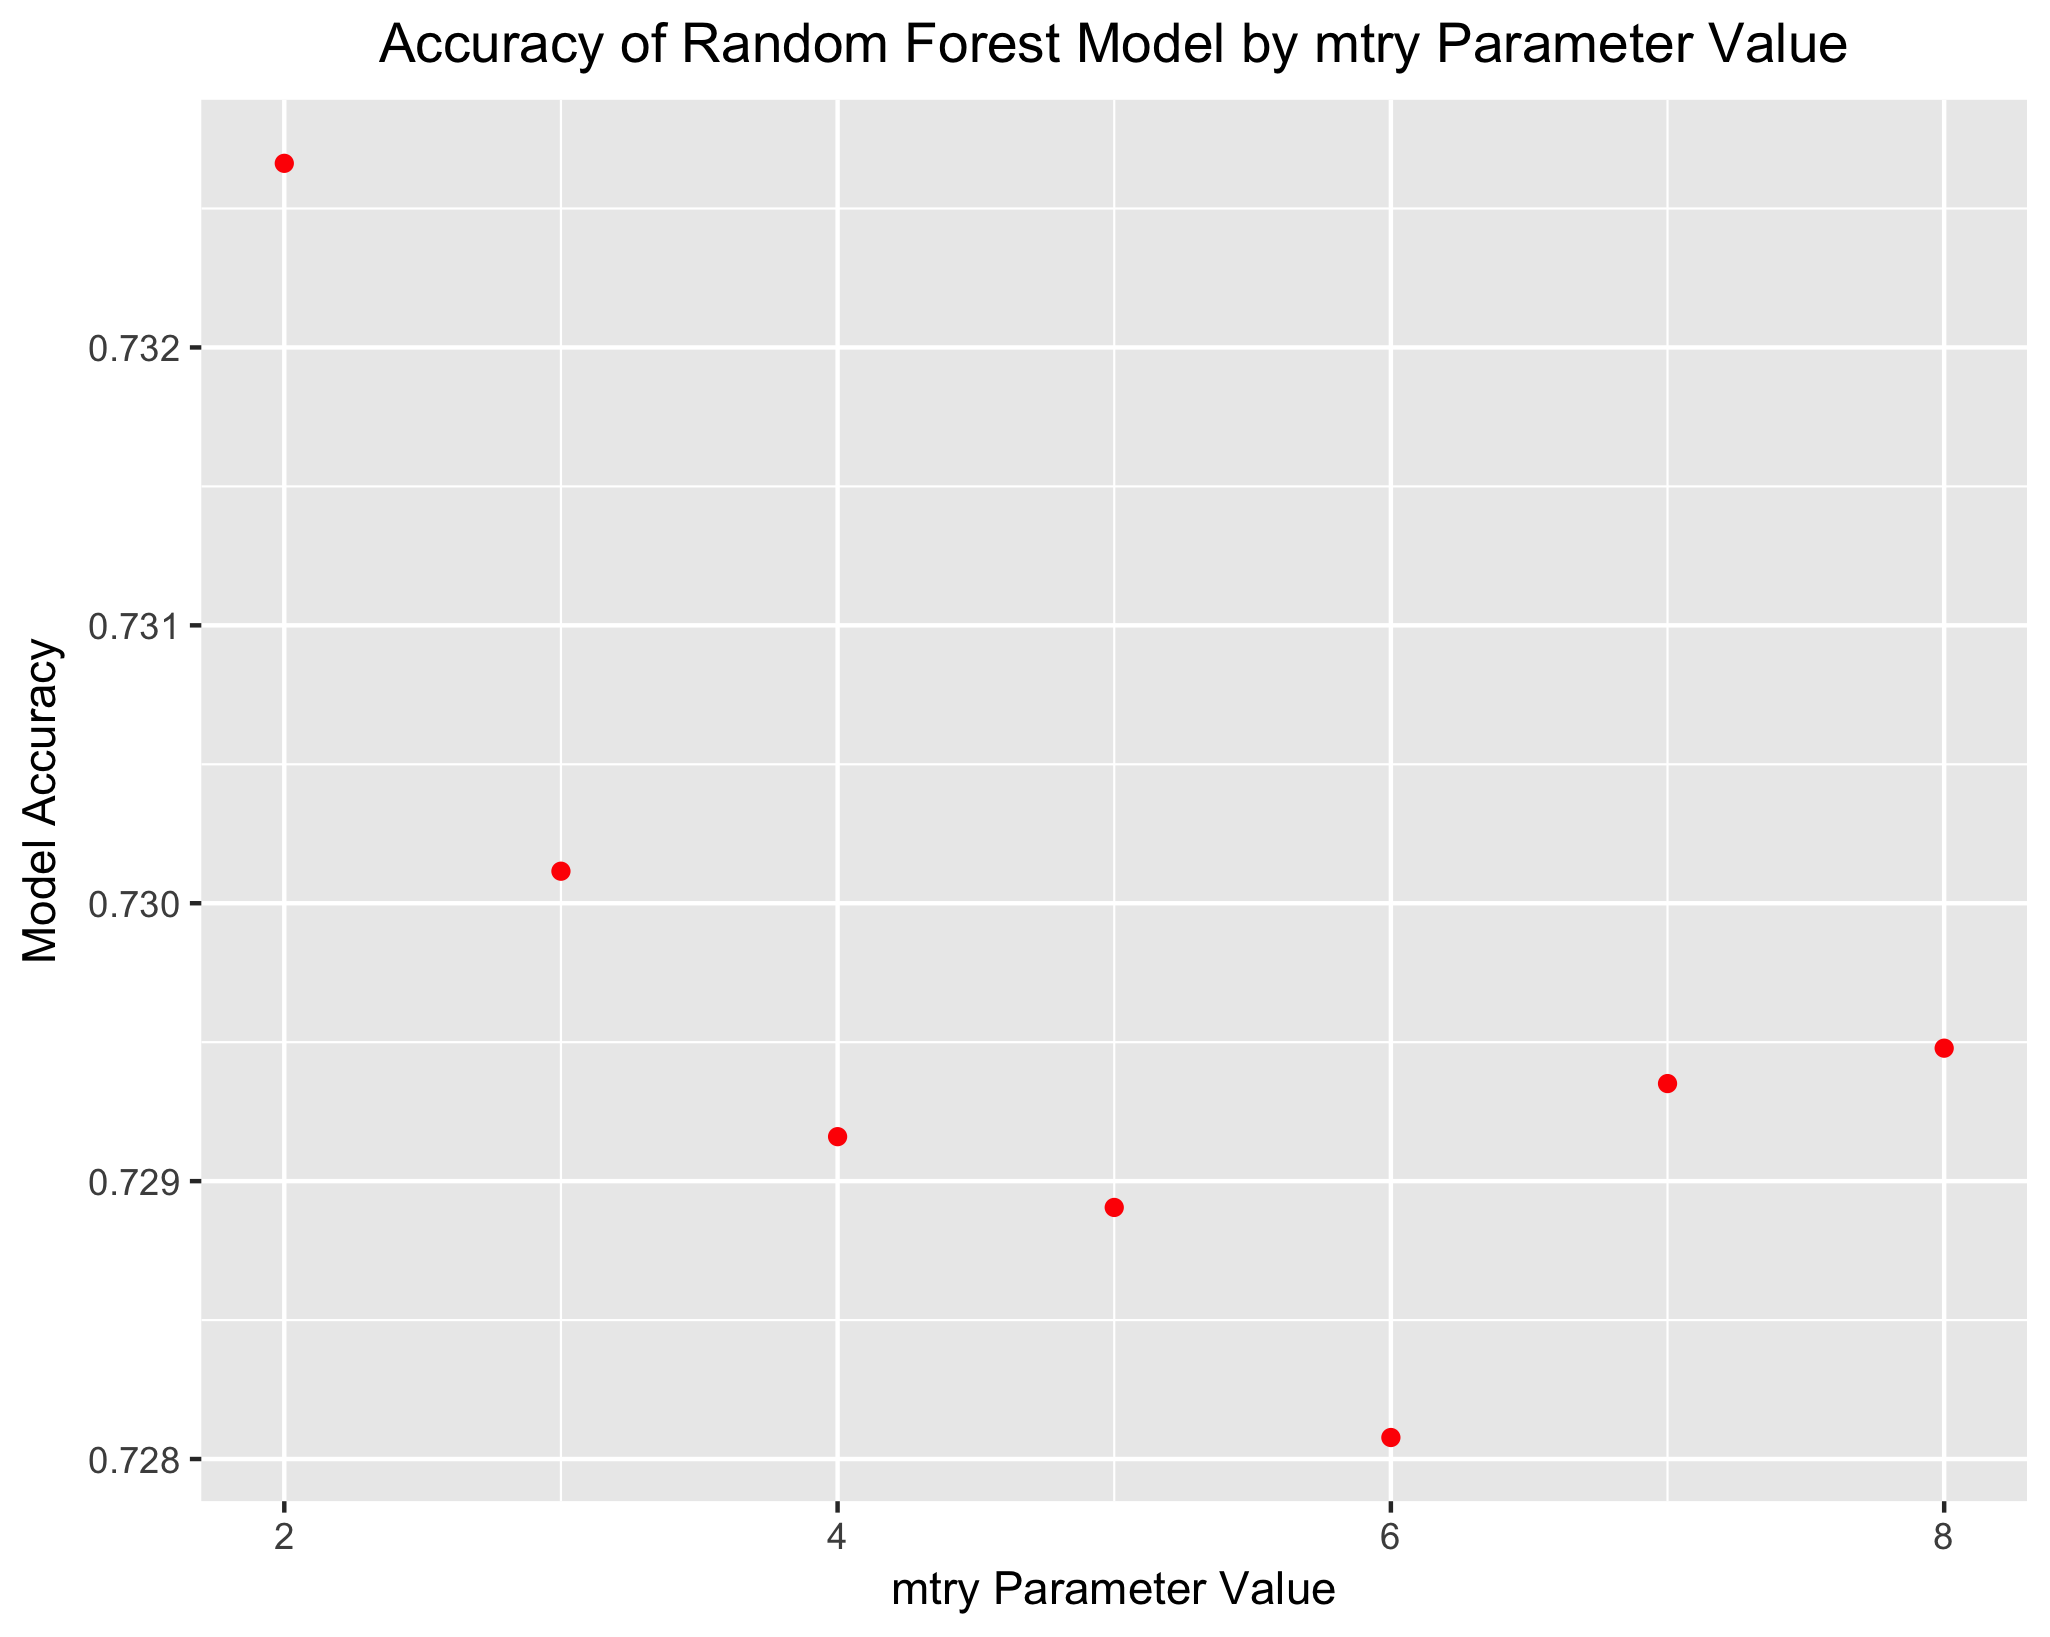 Accuracy of Random Forest Model by mtry Parameter Value
Model Accuracy
0.732
0.731
0.730
0.729
0.728
2 4 6 8
mtry Parameter Value